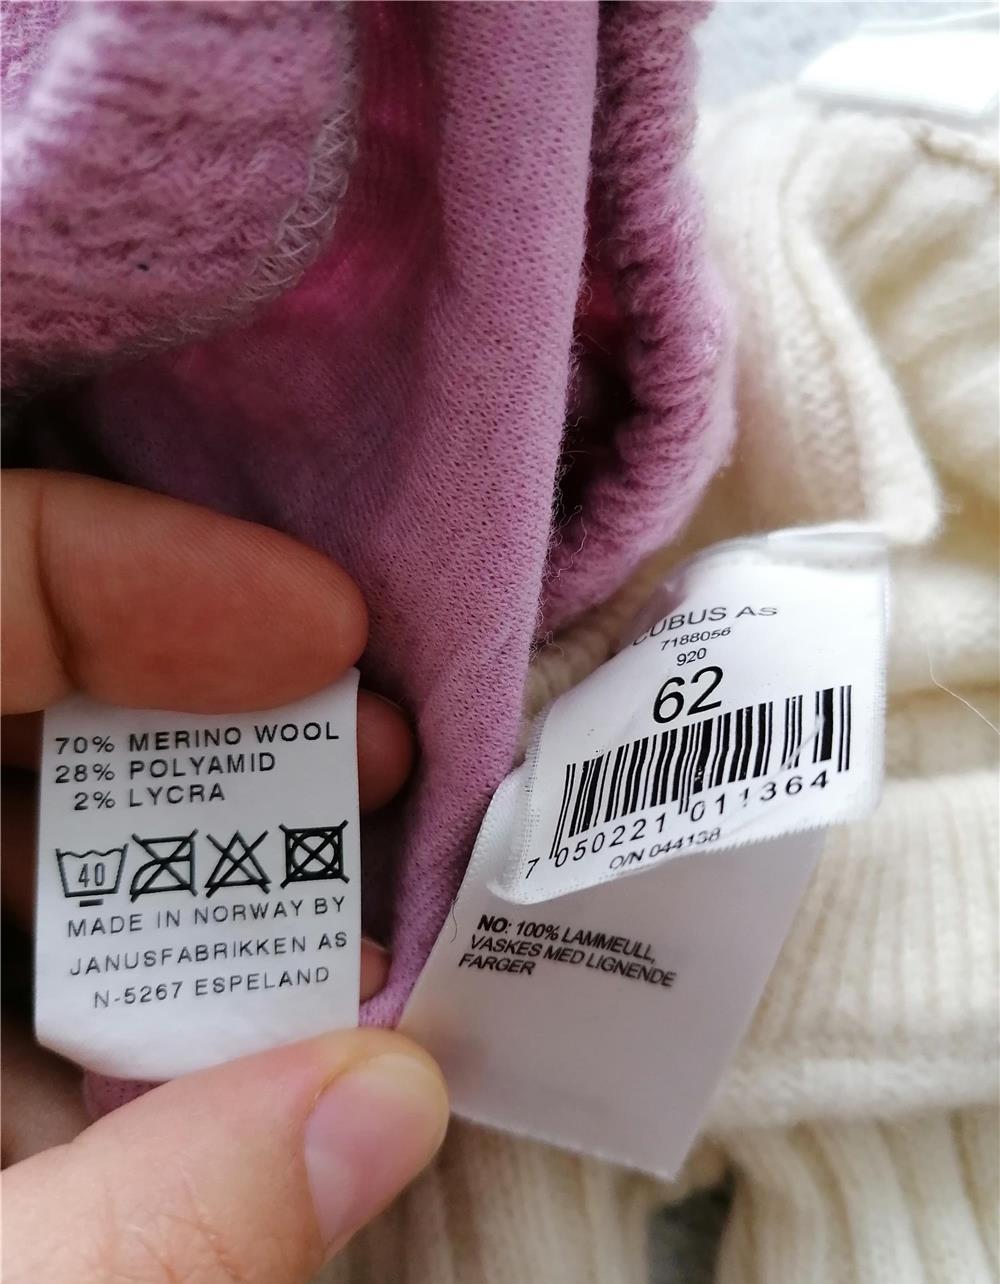 70% MERINO WOOL
28% POLYAMID
2% LYCRA
40
MADE IN NORWAY BY
JANUSFABRIKKEN AS
N-5267 ESPELAND
CUBUS AS
7188056
920
62
7 050221 011364
O/N 044138
NO: 100% LAMMEULL,
VASKES MED LIGNENDE
FARGER